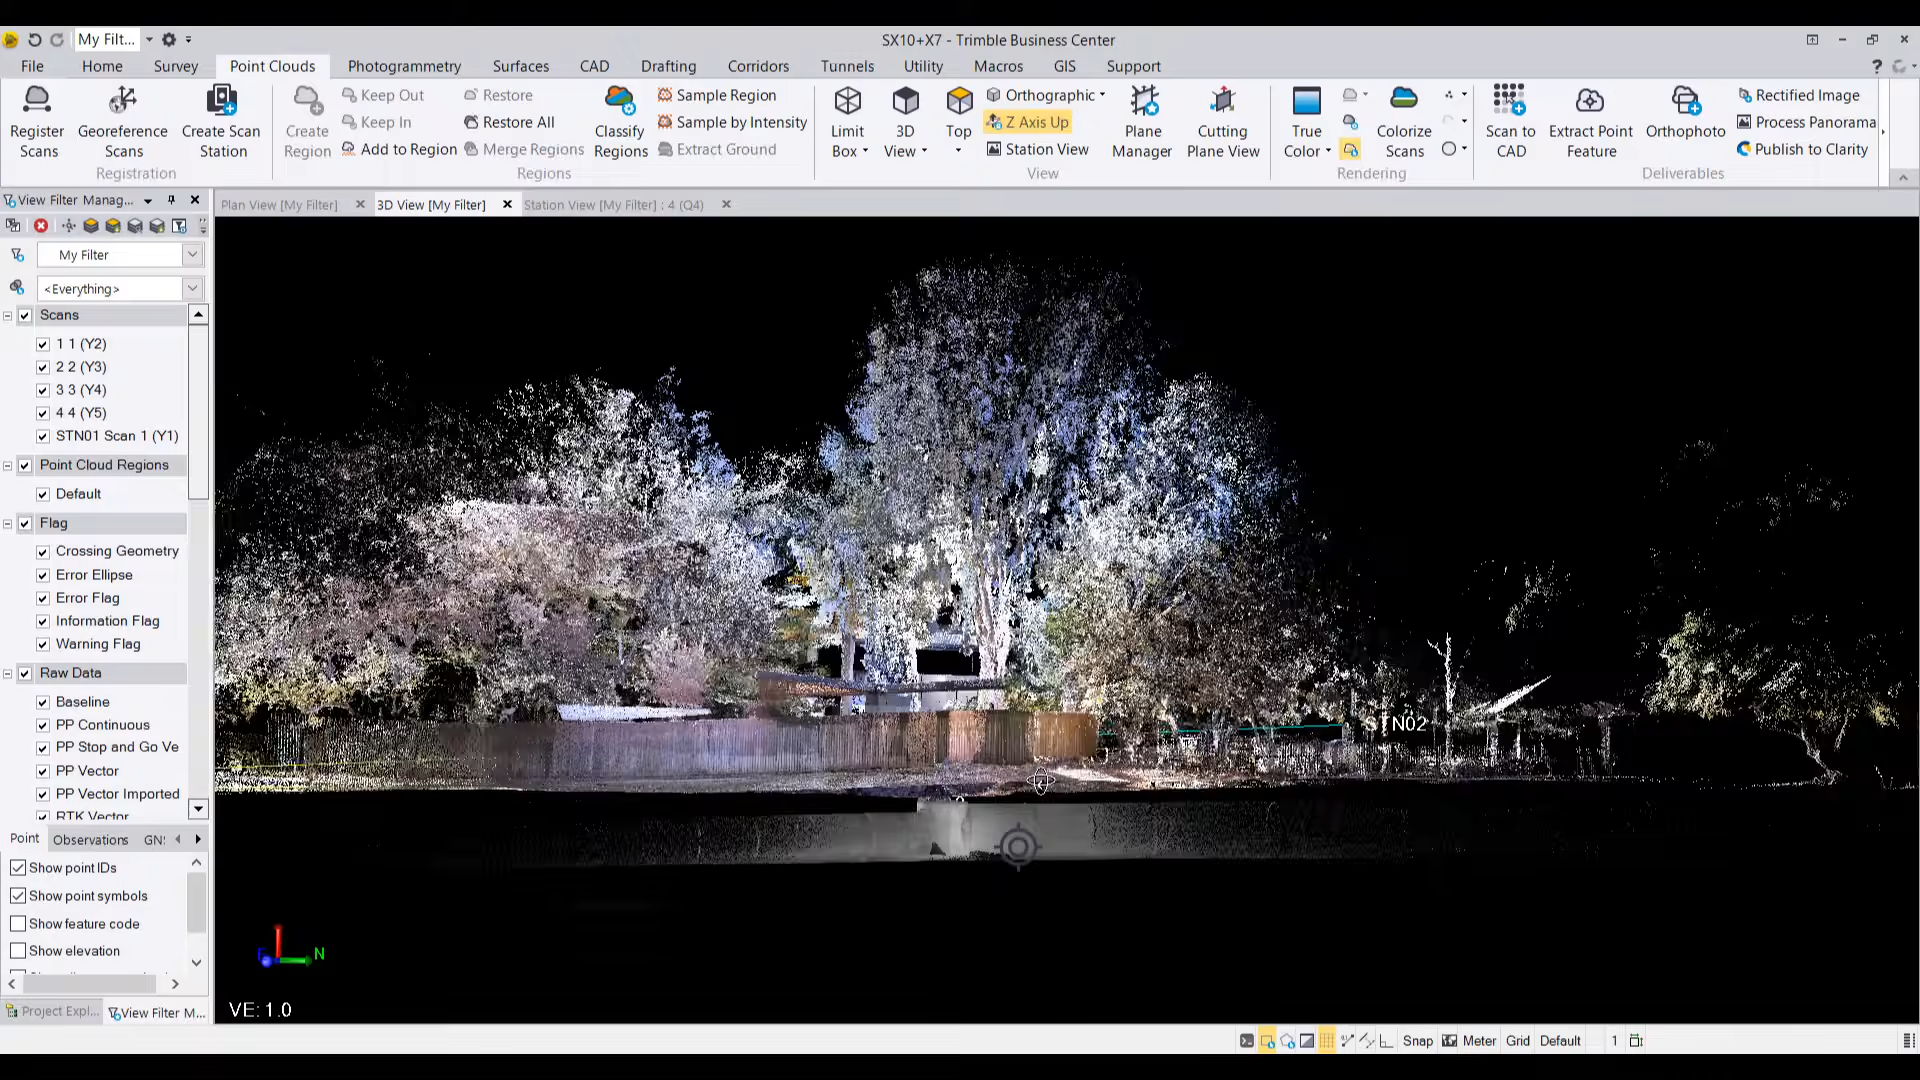 My Filt...
SX10+X7 - Trimble Business Center
File Home Survey Point Clouds Photogrammetry Surfaces CAD Drafting Corridors Tunnels Utility Macros GIS Support
Register Scans
Georeference Scans
Create Scan Station
Registration
Create Region
Keep Out
Keep In
Add to Region
Restore
Restore All
Merge Regions
Classify Regions
Sample Region
Sample by Intensity
Extract Ground
Regions
Limit Box
3D View
Top
Orthographic
Z Axis Up
Station View
Plane Manager
Cutting Plane View
View
True Color
Colorize Scans
Rendering
Scan to CAD
Extract Point Feature
Orthophoto
Rectified Image
Process Panorama
Publish to Clarity
Deliverables
View Filter Manag...
Plan View [My Filter]
3D View [My Filter]
Station View [My Filter] : 4 (Q4)
My Filter
<Everything>
Scans
1 1 (Y2)
2 2 (Y3)
3 3 (Y4)
4 4 (Y5)
STN01 Scan 1 (Y1)
Point Cloud Regions
Default
Flag
Crossing Geometry
Error Ellipse
Error Flag
Information Flag
Warning Flag
Raw Data
Baseline
PP Continuous
PP Stop and Go Ve
PP Vector
PP Vector Imported
RTK Vector
Point Observations GN
Show point IDs
Show point symbols
Show feature code
Show elevation
Project Expl...
View Filter M...
STN02
N
VE: 1.0
Snap Meter Grid Default 1